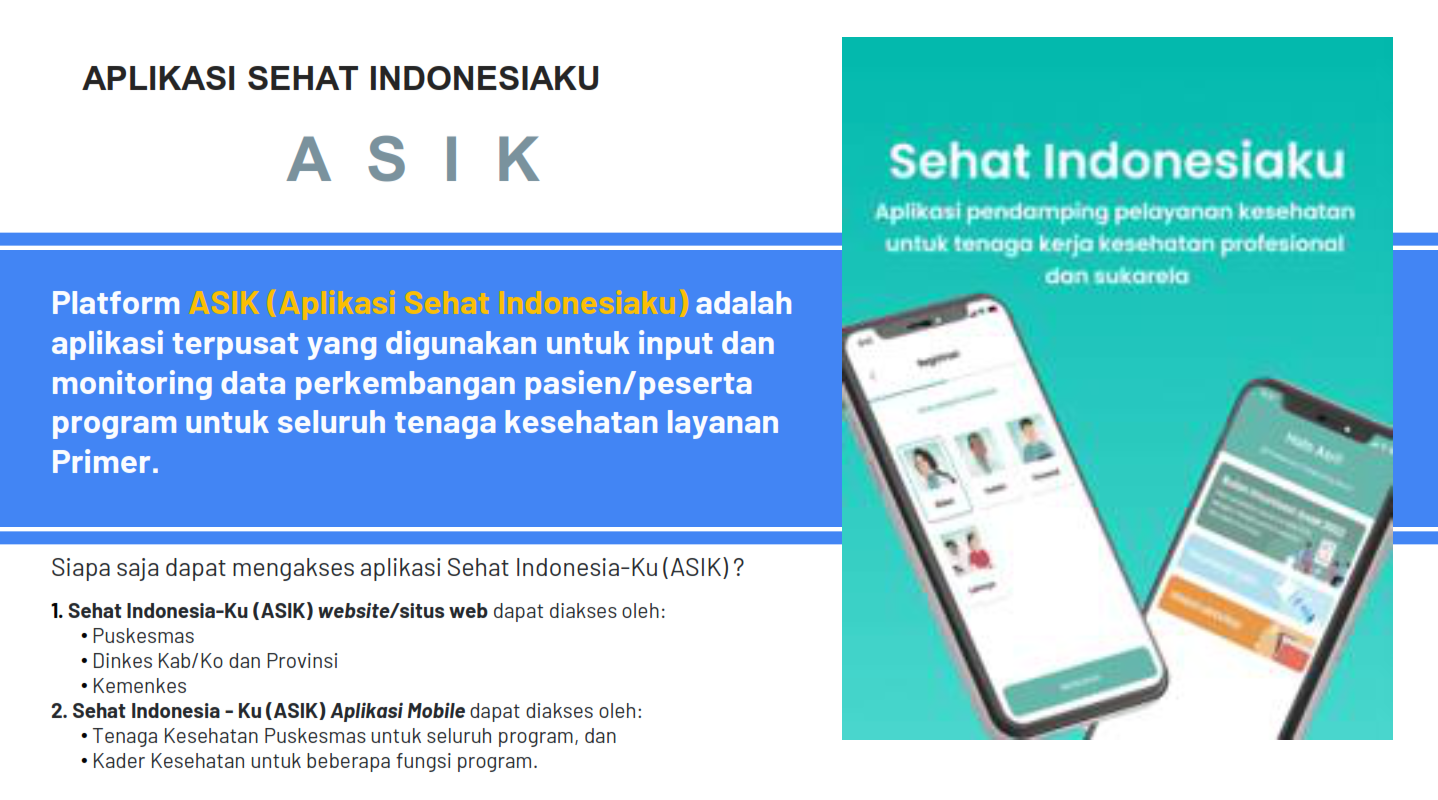 APLIKASI SEHAT INDONESIAKU
A S I K
Platform ASIK (Aplikasi Sehat Indonesiaku) adalah
aplikasi terpusat yang digunakan untuk input dan
monitoring data perkembangan pasien/peserta
program untuk seluruh tenaga kesehatan layanan
Primer.
Siapa saja dapat mengakses aplikasi Sehat Indonesia-Ku (ASIK) ?
1. Sehat Indonesia-Ku (ASIK) website/situs web dapat diakses oleh:
• Puskesmas
• Dinkes Kab/Ko dan Provinsi
• Kemenkes
2. Sehat Indonesia - Ku (ASIK) Aplikasi Mobile dapat diakses oleh:
• Tenaga Kesehatan Puskesmas untuk seluruh program, dan
• Kader Kesehatan untuk beberapa fungsi program.
Sehat Indonesiaku
Aplikasi pendamping pelayanan kesehatan
untuk tenaga kerja kesehatan profesional
dan sukarela